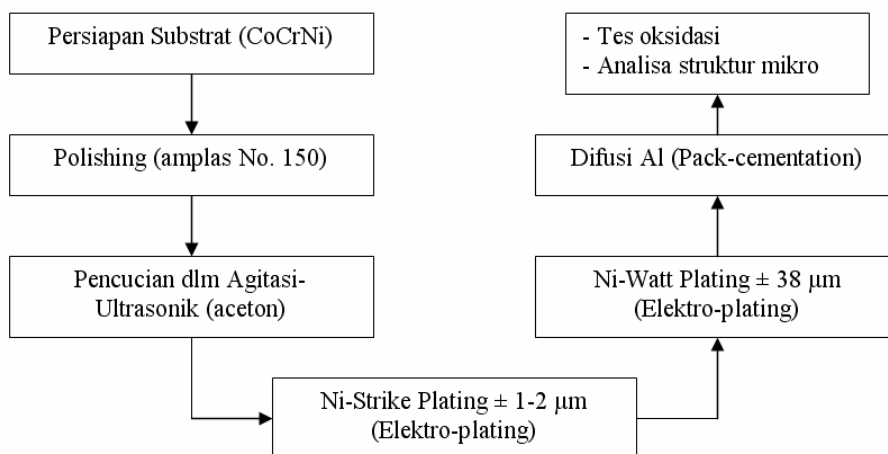 Persiapan Substrat (CoCrNi)
Polishing (amplas No. 150)
Pencucian dlm Agitasi-
Ultrasonik (aceton)
Ni-Strike Plating ± 1-2 μm
(Elektro-plating)
Ni-Watt Plating ± 38 μm
(Elektro-plating)
Difusi Al (Pack-cementation)
- Tes oksidasi
- Analisa struktur mikro